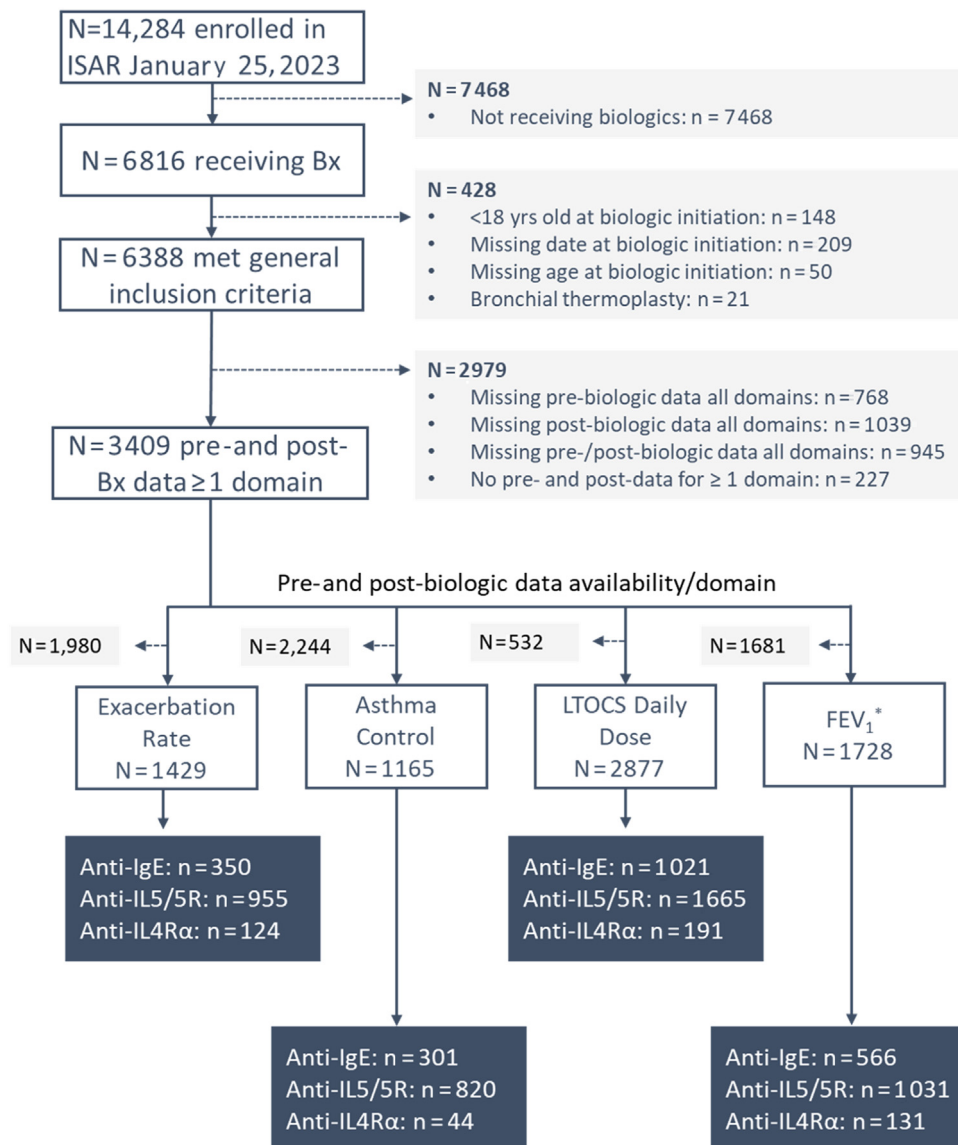 N=14,284 enrolled in
ISAR January 25, 2023
N = 7468
• Not receiving biologics: n = 7468
N = 6816 receiving Bx
N = 428
• <18 yrs old at biologic initiation: n = 148
• Missing date at biologic initiation: n = 209
• Missing age at biologic initiation: n = 50
• Bronchial thermoplasty: n = 21
N = 6388 met general
inclusion criteria
N = 2979
• Missing pre-biologic data all domains: n = 768
• Missing post-biologic data all domains: n = 1039
• Missing pre-/post-biologic data all domains: n = 945
• No pre- and post-data for ≥ 1 domain: n = 227
N = 3409 pre-and post-
Bx data ≥ 1 domain
Pre-and post-biologic data availability/domain
N=1,980
N=2,244
N=532
N=1681
Exacerbation
Rate
N = 1429
Asthma
Control
N = 1165
LTOCS Daily
Dose
N = 2877
FEV₁*
N = 1728
Anti-IgE: n = 350
Anti-IL5/5R: n = 955
Anti-IL4Rα: n = 124
Anti-IgE: n = 1021
Anti-IL5/5R: n = 1665
Anti-IL4Rα: n = 191
Anti-IgE: n = 301
Anti-IL5/5R: n = 820
Anti-IL4Rα: n = 44
Anti-IgE: n = 566
Anti-IL5/5R: n = 1031
Anti-IL4Rα: n = 131